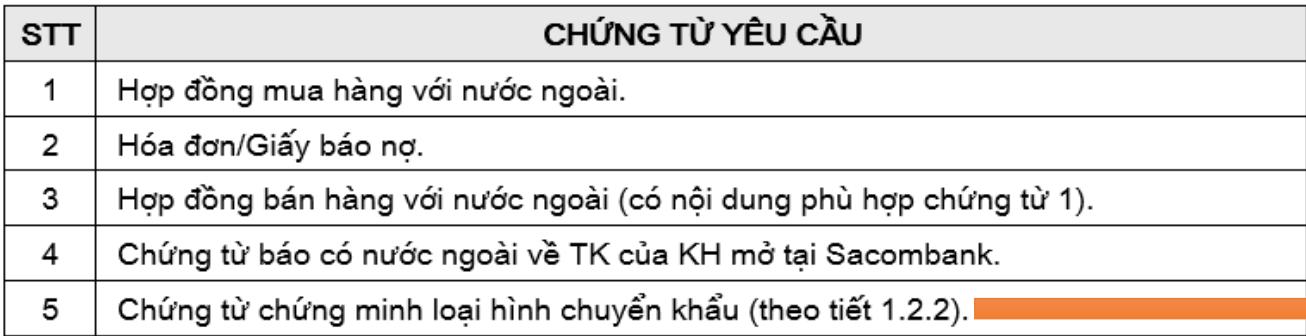 STT CHỨNG TỪ YÊU CẦU
1 Hợp đồng mua hàng với nước ngoài.
2 Hóa đơn/Giấy báo nợ.
3 Hợp đồng bán hàng với nước ngoài (có nội dung phù hợp chứng từ 1).
4 Chứng từ báo có nước ngoài về TK của KH mở tại Sacombank.
5 Chứng từ chứng minh loại hình chuyển khẩu (theo tiết 1.2.2).